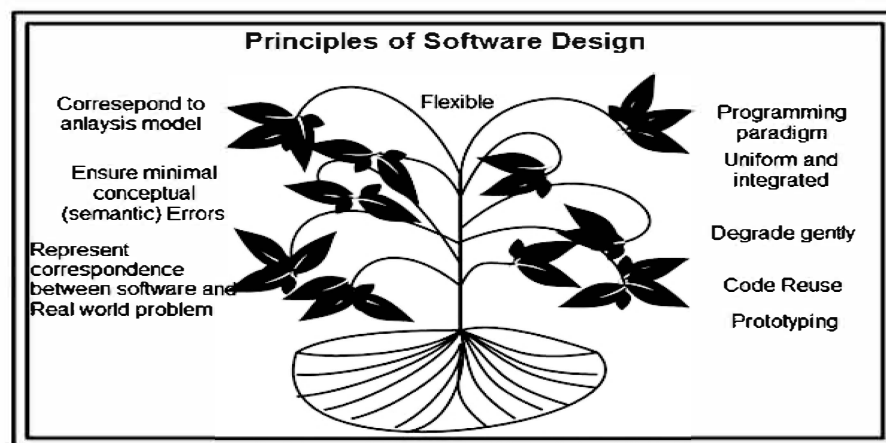 Principles of Software Design
Corresepond to
anlaysis model
Flexible
Programming
paradigm
Ensure minimal
conceptual
(semantic) Errors
Uniform and
integrated
Represent
correspondence
between software and
Real world problem
Degrade gently
Code Reuse
Prototyping